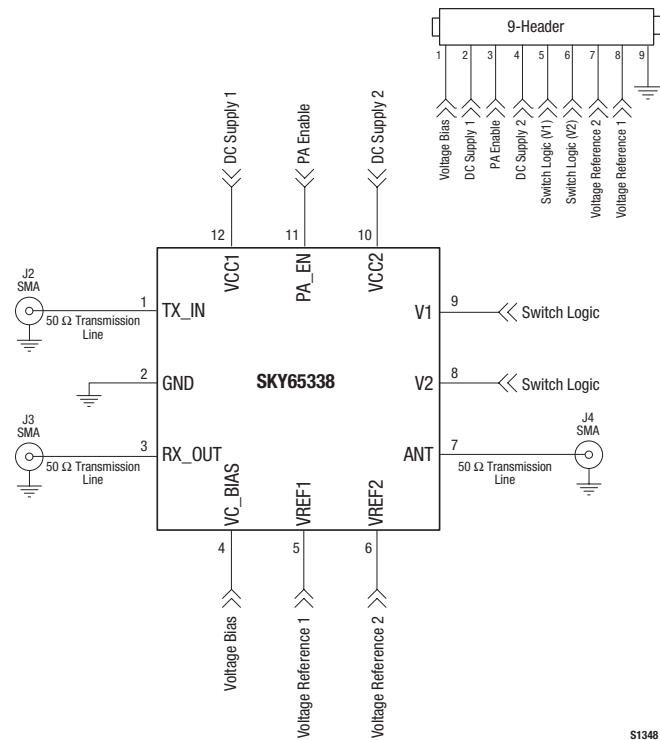 9-Header
1 2 3 4 5 6 7 8 9
Voltage Bias
DC Supply 1
PA Enable
DC Supply 2
Switch Logic (V1)
Switch Logic (V2)
Voltage Reference 2
Voltage Reference 1
DC Supply 1
PA Enable
DC Supply 2
12 11 10
VCC1
PA_EN
VCC2
J2
SMA
50 Ω Transmission
Line
1 TX_IN
V1 9 Switch Logic
2 GND
SKY65338
V2 8 Switch Logic
J3
SMA
50 Ω Transmission
Line
3 RX_OUT
ANT 7
50 Ω Transmission
Line
J4
SMA
VC_BIAS
VREF1
VREF2
4 5 6
Voltage Bias
Voltage Reference 1
Voltage Reference 2
S1348